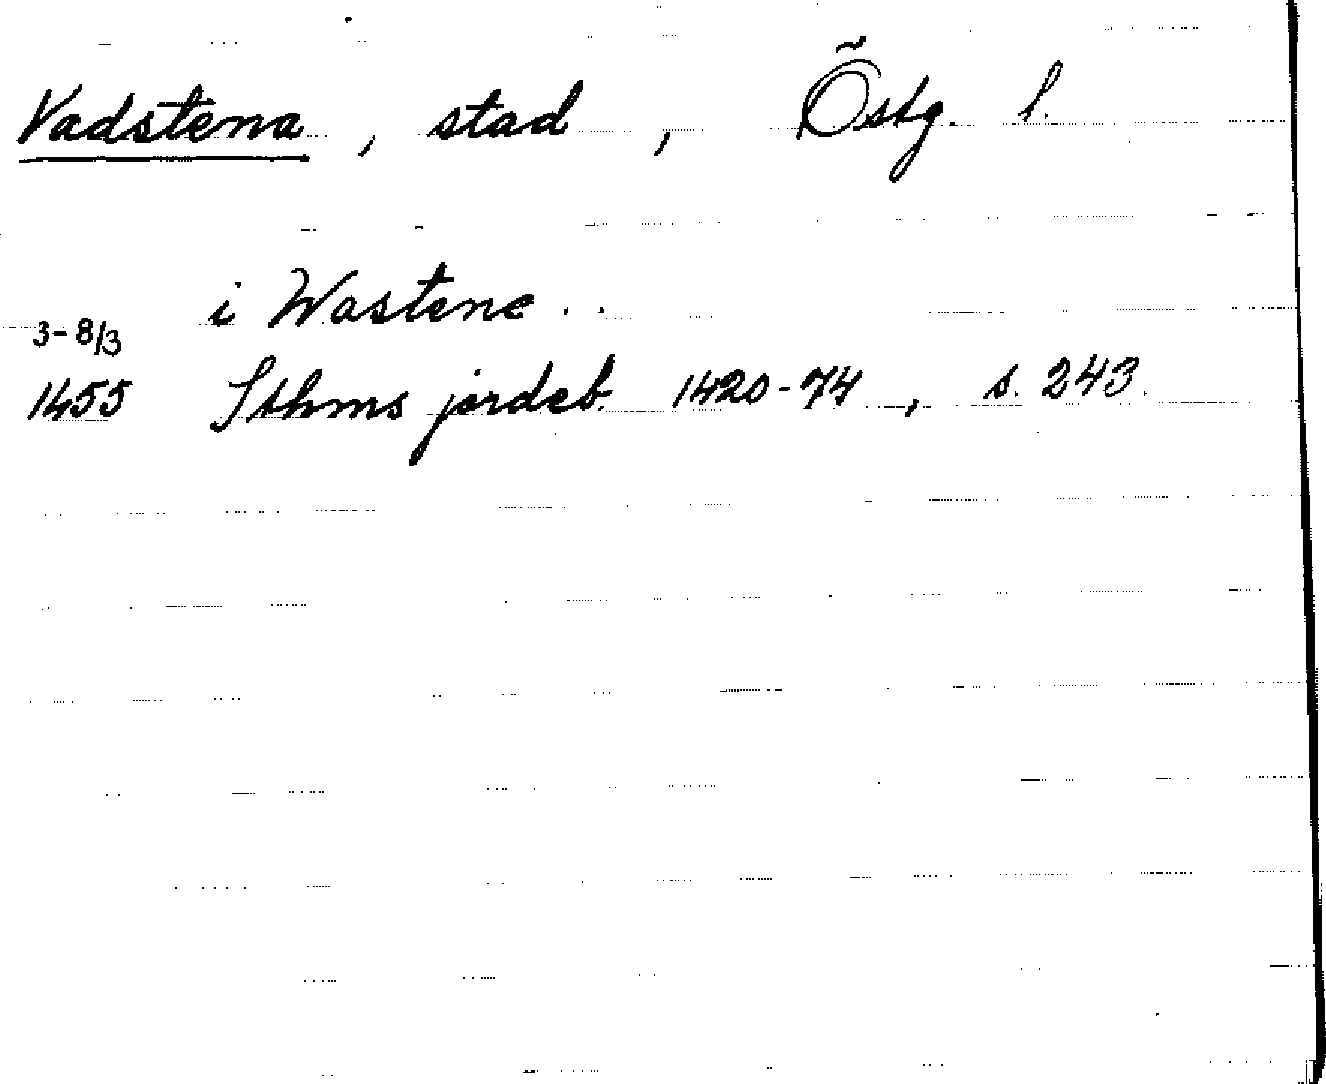 Vadstena, stad, Östg. l.
i Wastene..
3-8/3
1455 Sthms jordeb. 1420-74, s. 243.